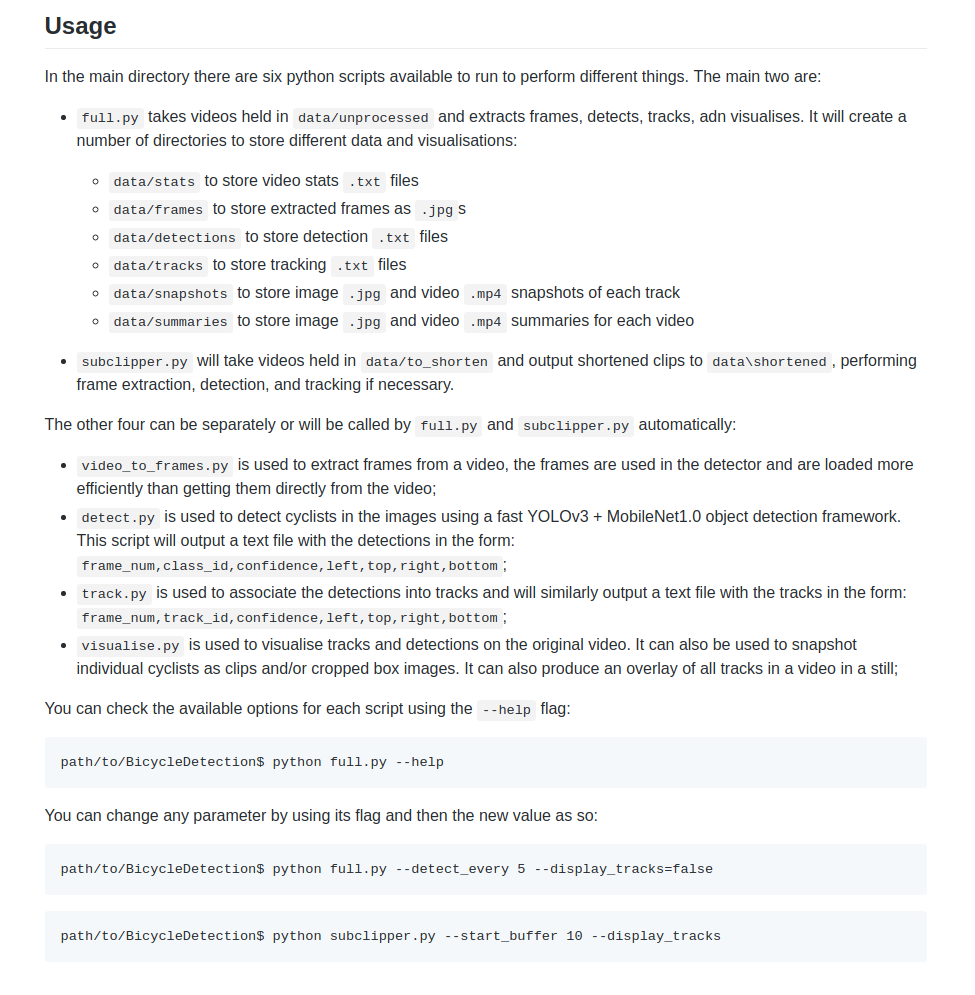 Usage
In the main directory there are six python scripts available to run to perform different things. The main two are:
full.py takes videos held in data/unprocessed and extracts frames, detects, tracks, adn visualises. It will create a
number of directories to store different data and visualisations:
data/stats to store video stats .txt files
data/frames to store extracted frames as .jpg s
data/detections to store detection .txt files
data/tracks to store tracking .txt files
data/snapshots to store image .jpg and video .mp4 snapshots of each track
data/summaries to store image .jpg and video .mp4 summaries for each video
subclipper.py will take videos held in data/to_shorten and output shortened clips to data\shortened , performing
frame extraction, detection, and tracking if necessary.
The other four can be separately or will be called by full.py and subclipper.py automatically:
video_to_frames.py is used to extract frames from a video, the frames are used in the detector and are loaded more
efficiently than getting them directly from the video;
detect.py is used to detect cyclists in the images using a fast YOLOv3 + MobileNet1.0 object detection framework.
This script will output a text file with the detections in the form:
frame_num,class_id,confidence,left,top,right,bottom ;
track.py is used to associate the detections into tracks and will similarly output a text file with the tracks in the form:
frame_num,track_id,confidence,left,top,right,bottom ;
visualise.py is used to visualise tracks and detections on the original video. It can also be used to snapshot
individual cyclists as clips and/or cropped box images. It can also produce an overlay of all tracks in a video in a still;
You can check the available options for each script using the --help flag:
path/to/BicycleDetection$ python full.py --help
You can change any parameter by using its flag and then the new value as so:
path/to/BicycleDetection$ python full.py --detect_every 5 --display_tracks=false
path/to/BicycleDetection$ python subclipper.py --start_buffer 10 --display_tracks